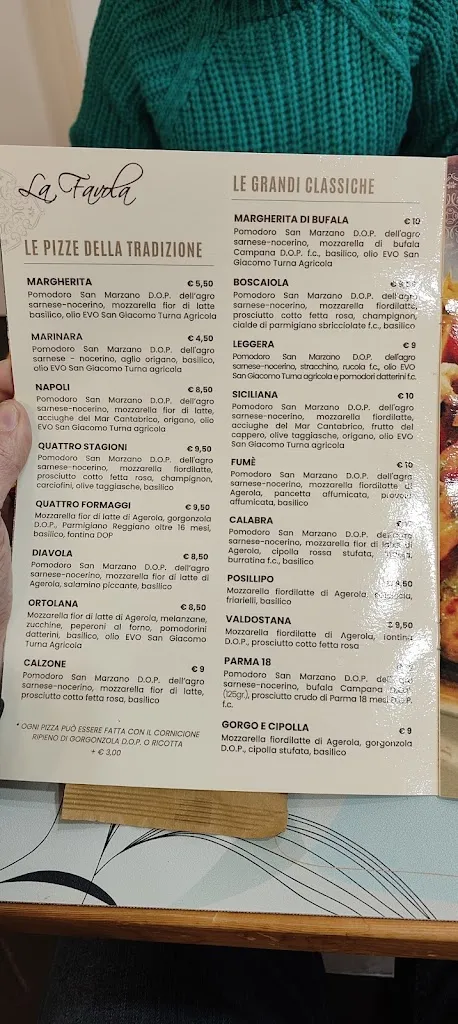 La Favola
LE PIZZE DELLA TRADIZIONE
MARGHERITA € 5,50
Pomodoro San Marzano D.O.P. dell'agro
sarnese-nocerino, mozzarella fior di latte
basilico, olio EVO San Giacomo Turna Agricola
MARINARA € 4,50
Pomodoro San Marzano D.O.P. dell'agro
sarnese - nocerino, aglio origano, basilico,
olio EVO San Giacomo Turna agricola
NAPOLI € 8,50
Pomodoro San Marzano D.O.P. dell'agro
sarnese-nocerino, mozzarella fior di latte,
acciughe del Mar Cantabrico, origano, olio
EVO San Giacomo Turna agricola
QUATTRO STAGIONI € 9,50
Pomodoro San Marzano D.O.P. dell'agro
sarnese-nocerino, mozzarella fiordilatte,
prosciutto cotto fetta rosa, champignon,
carciofini, olive taggiasche, basilico
QUATTRO FORMAGGI € 9,50
Mozzarella fior di latte di Agerola, gorgonzola
D.O.P., Parmigiano Reggiano oltre 16 mesi,
basilico, fontina DOP
DIAVOLA € 8,50
Pomodoro San Marzano D.O.P. dell'agro
sarnese-nocerino, mozzarella fior di latte di
Agerola, salamino piccante, basilico
ORTOLANA € 8,50
Mozzarella fior di latte di Agerola, melanzane,
zucchine, peperoni al forno, pomodorini
datterini, basilico, olio EVO San Giacomo
Turna Agricola
CALZONE € 9
Pomodoro San Marzano D.O.P. dell'agro
sarnese-nocerino, mozzarella fior di latte,
prosciutto cotto fetta rosa, basilico
* OGNI PIZZA PUÒ ESSERE FATTA CON IL CORNICIONE
RIPIENO DI GORGONZOLA D.O.P. O RICOTTA
+ € 3,00
LE GRANDI CLASSICHE
MARGHERITA DI BUFALA € 10
Pomodoro San Marzano D.O.P. dell'agro
sarnese-nocerino, mozzarella di bufala
Campana D.O.P. f.c., basilico, olio EVO San
Giacomo Turna Agricola
BOSCAIOLA €
Pomodoro San Marzano D.O.P. dell'agro
sarnese-nocerino, mozzarella fiordilatte,
prosciutto cotto fetta rosa, champignon,
cialde di parmigiano sbricciolate f.c., basilico
LEGGERA € 9
Pomodoro San Marzano D.O.P. dell'agro
sarnese-nocerino, stracchino, rucola f.c., olio EVO
San Giacomo Turna agricola e pomodori datterini f.c.
SICILIANA € 10
Pomodoro San Marzano D.O.P. dell'agro
sarnese-nocerino, mozzarella fiordilatte,
acciughe del Mar Cantabrico, frutto del
cappero, olive taggiasche, origano, olio EVO
San Giacomo Turna agricola
FUMÈ € 10
Pomodoro San Marzano D.O.P. dell'agro
sarnese-nocerino, mozzarella fiordilatte di
Agerola, pancetta affumicata, provola
affumicata, basilico
CALABRA
Pomodoro San Marzano D.O.P. dell'agro
sarnese-nocerino, mozzarella fior di latte di
Agerola, cipolla rossa stufata,
burratina f.c., basilico
POSILLIPO
Mozzarella fiordilatte di Agerola,
friarielli, basilico
VALDOSTANA € 9,50
Mozzarella fiordilatte di Agerola, fontina
D.O.P., prosciutto cotto fetta rosa
PARMA 18
Pomodoro San Marzano D.O.P. dell'agro
sarnese-nocerino, bufala Campana D.O.P
(125gr.), prosciutto crudo di Parma 18 mesi D.O.P.
f.c.
GORGO E CIPOLLA € 9
Mozzarella fiordilatte di Agerola, gorgonzola
D.O.P., cipolla stufata, basilico